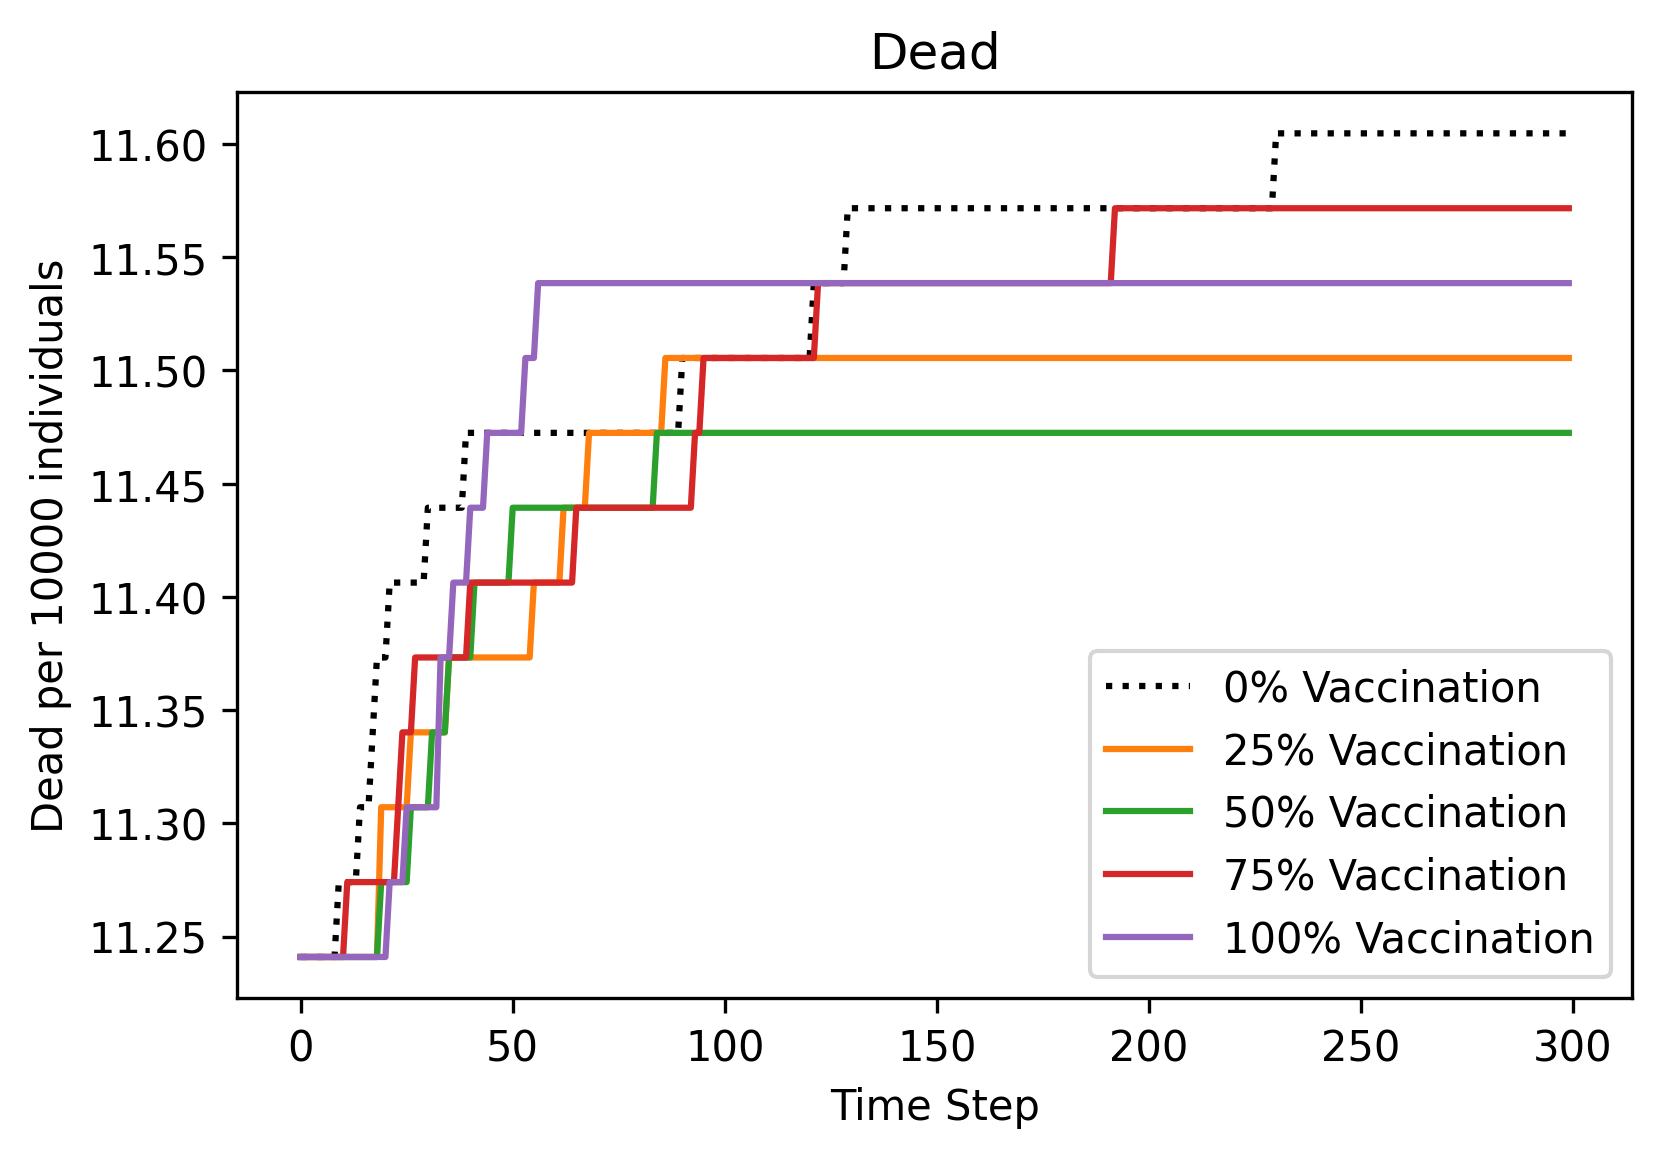 Dead
Dead per 10000 individuals
11.60
11.55
11.50
11.45
11.40
11.35
11.30
11.25
0% Vaccination
25% Vaccination
50% Vaccination
75% Vaccination
100% Vaccination
0 50 100 150 200 250 300
Time Step